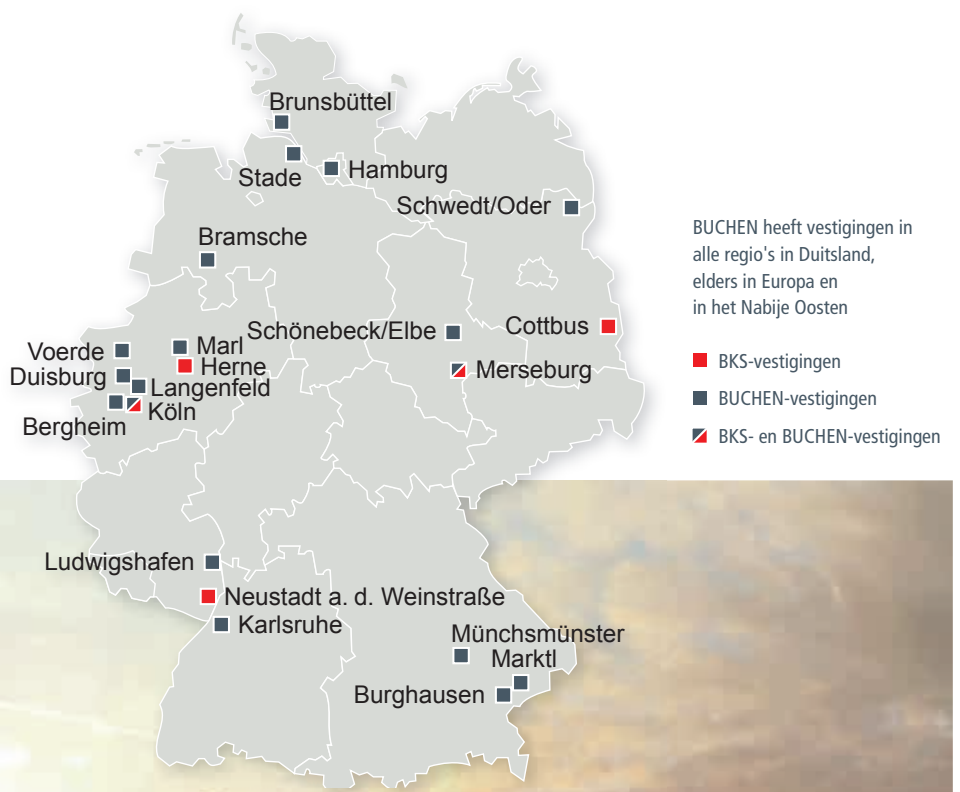 Brunsbüttel
Stade
Hamburg
Schwedt/Oder
Bramsche
Schönebeck/Elbe
Cottbus
Voerde
Marl
Duisburg
Herne
Merseburg
Langenfeld
Bergheim
Köln
Ludwigshafen
Neustadt a. d. Weinstraße
Karlsruhe
Münchsmünster
Marktl
Burghausen
BUCHEN heeft vestigingen in
alle regio's in Duitsland,
elders in Europa en
in het Nabije Oosten
BKS-vestigingen
BUCHEN-vestigingen
BKS- en BUCHEN-vestigingen